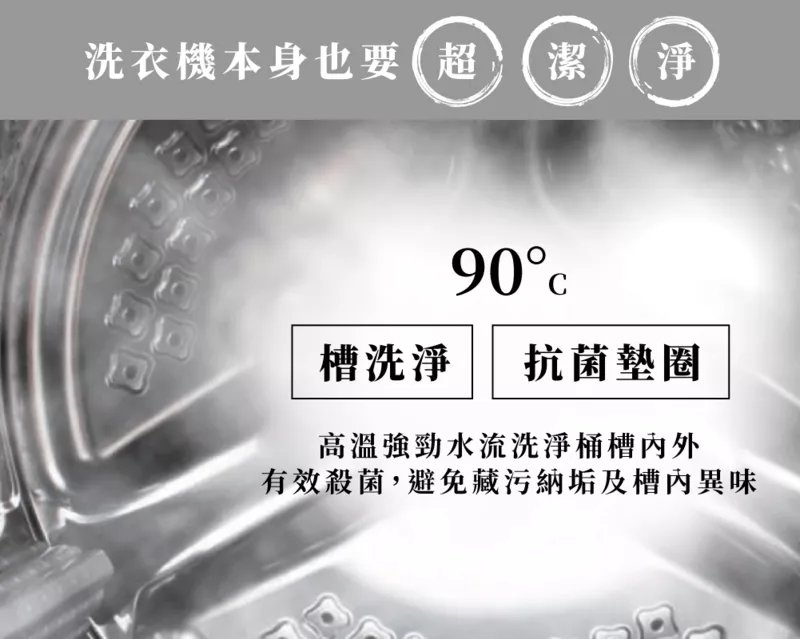 洗衣機本身也要超潔淨
90°C
槽洗淨 抗菌墊圈
高溫強勁水流洗淨桶槽內外
有效殺菌，避免藏污納垢及槽內異味